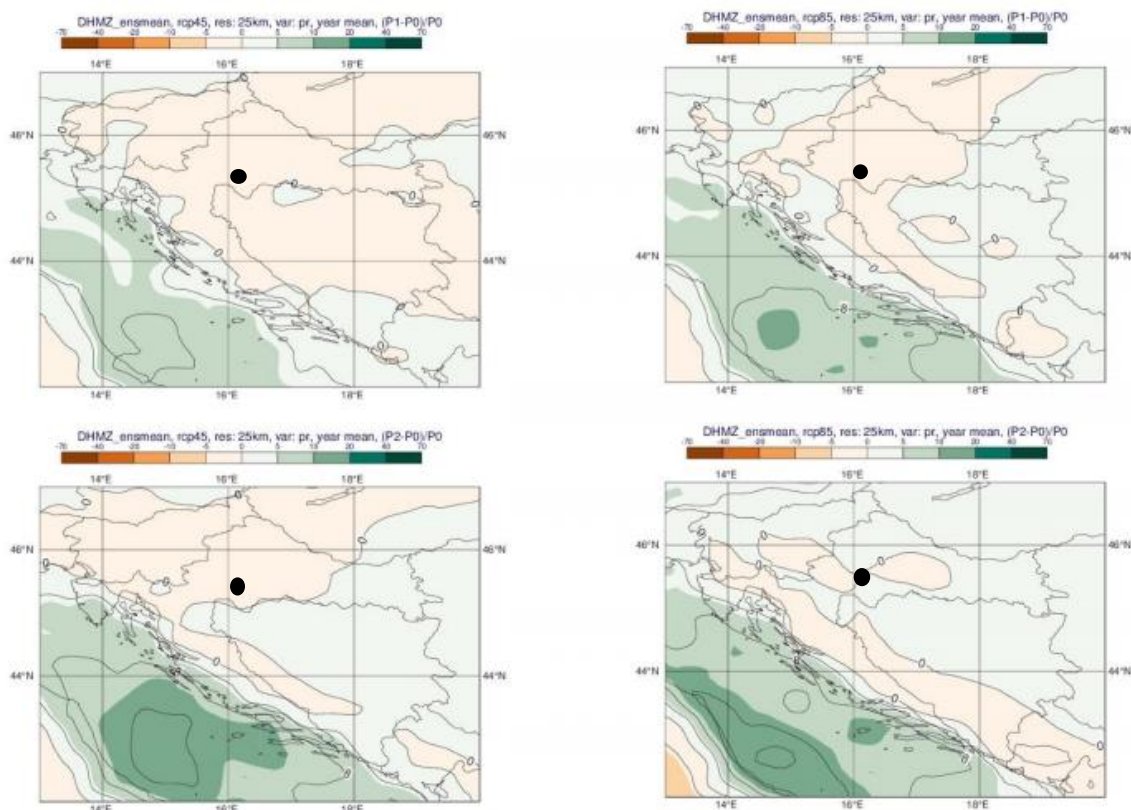 DHMZ_ensmean, rcp45, res: 25km, var: pr, year mean, (P1-P0)/P0
-70 -40 -20 -10 -5 0 5 10 20 40 70
14°E 16°E 18°E
46°N
44°N
14°E 16°E 18°E
DHMZ_ensmean, rcp85, res: 25km, var: pr, year mean, (P1-P0)/P0
-70 -40 -20 -10 -5 0 5 10 20 40 70
14°E 16°E 18°E
46°N 46°N
44°N 44°N
14°E 16°E 18°E
DHMZ_ensmean, rcp45, res: 25km, var: pr, year mean, (P2-P0)/P0
-70 -40 -20 -10 -5 0 5 10 20 40 70
14°E 16°E 18°E
46°N 46°N
44°N 44°N
DHMZ_ensmean, rcp85, res: 25km, var: pr, year mean, (P2-P0)/P0
-70 -40 -20 -10 -5 0 5 10 20 40 70
14°E 16°E 18°E
46°N 46°N
44°N 44°N